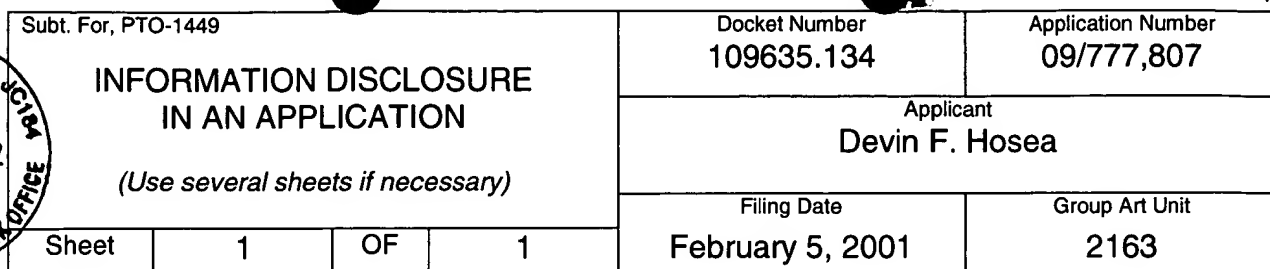 Subt. For, PTO-1449
INFORMATION DISCLOSURE
IN AN APPLICATION
(Use several sheets if necessary)
Sheet 1 OF 1
Docket Number
109635.134
Application Number
09/777,807
Applicant
Devin F. Hosea
Filing Date
February 5, 2001
Group Art Unit
2163
JC184
OFFICE